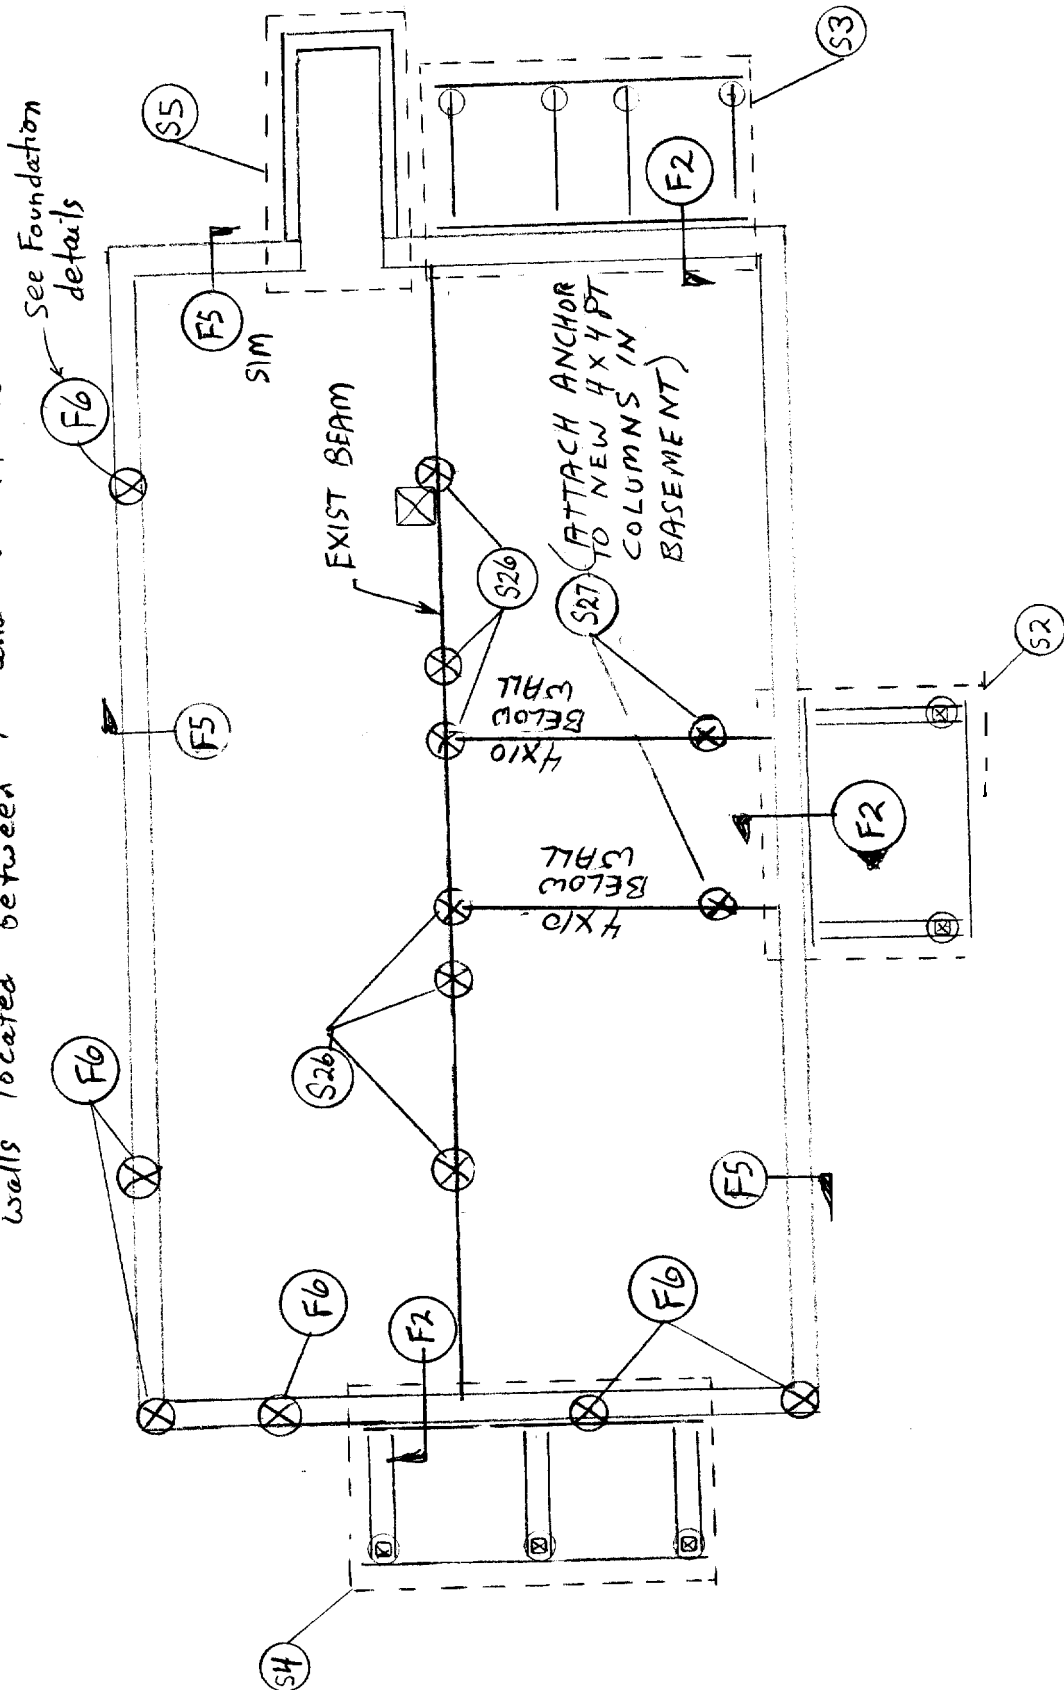 walls located between
See Foundation
details
F6
S5
S3
F5
SIM
F2
EXIST BEAM
F5
S26
S27
(ATTACH ANCHOR
TO NEW 4X4 PT
COLUMNS IN
BASEMENT)
4X10
BELOW
WALL
4X10
BELOW
WALL
S2
F2
F6
S26
F5
F6
F2
F6
S4